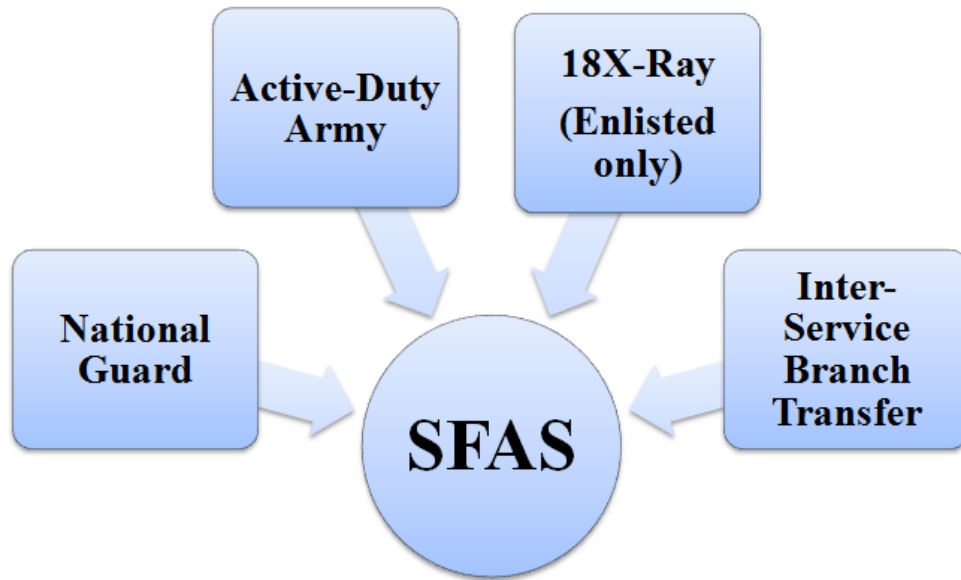 National
Guard
Active-Duty
Army
18X-Ray
(Enlisted
only)
Inter-
Service
Branch
Transfer
SFAS